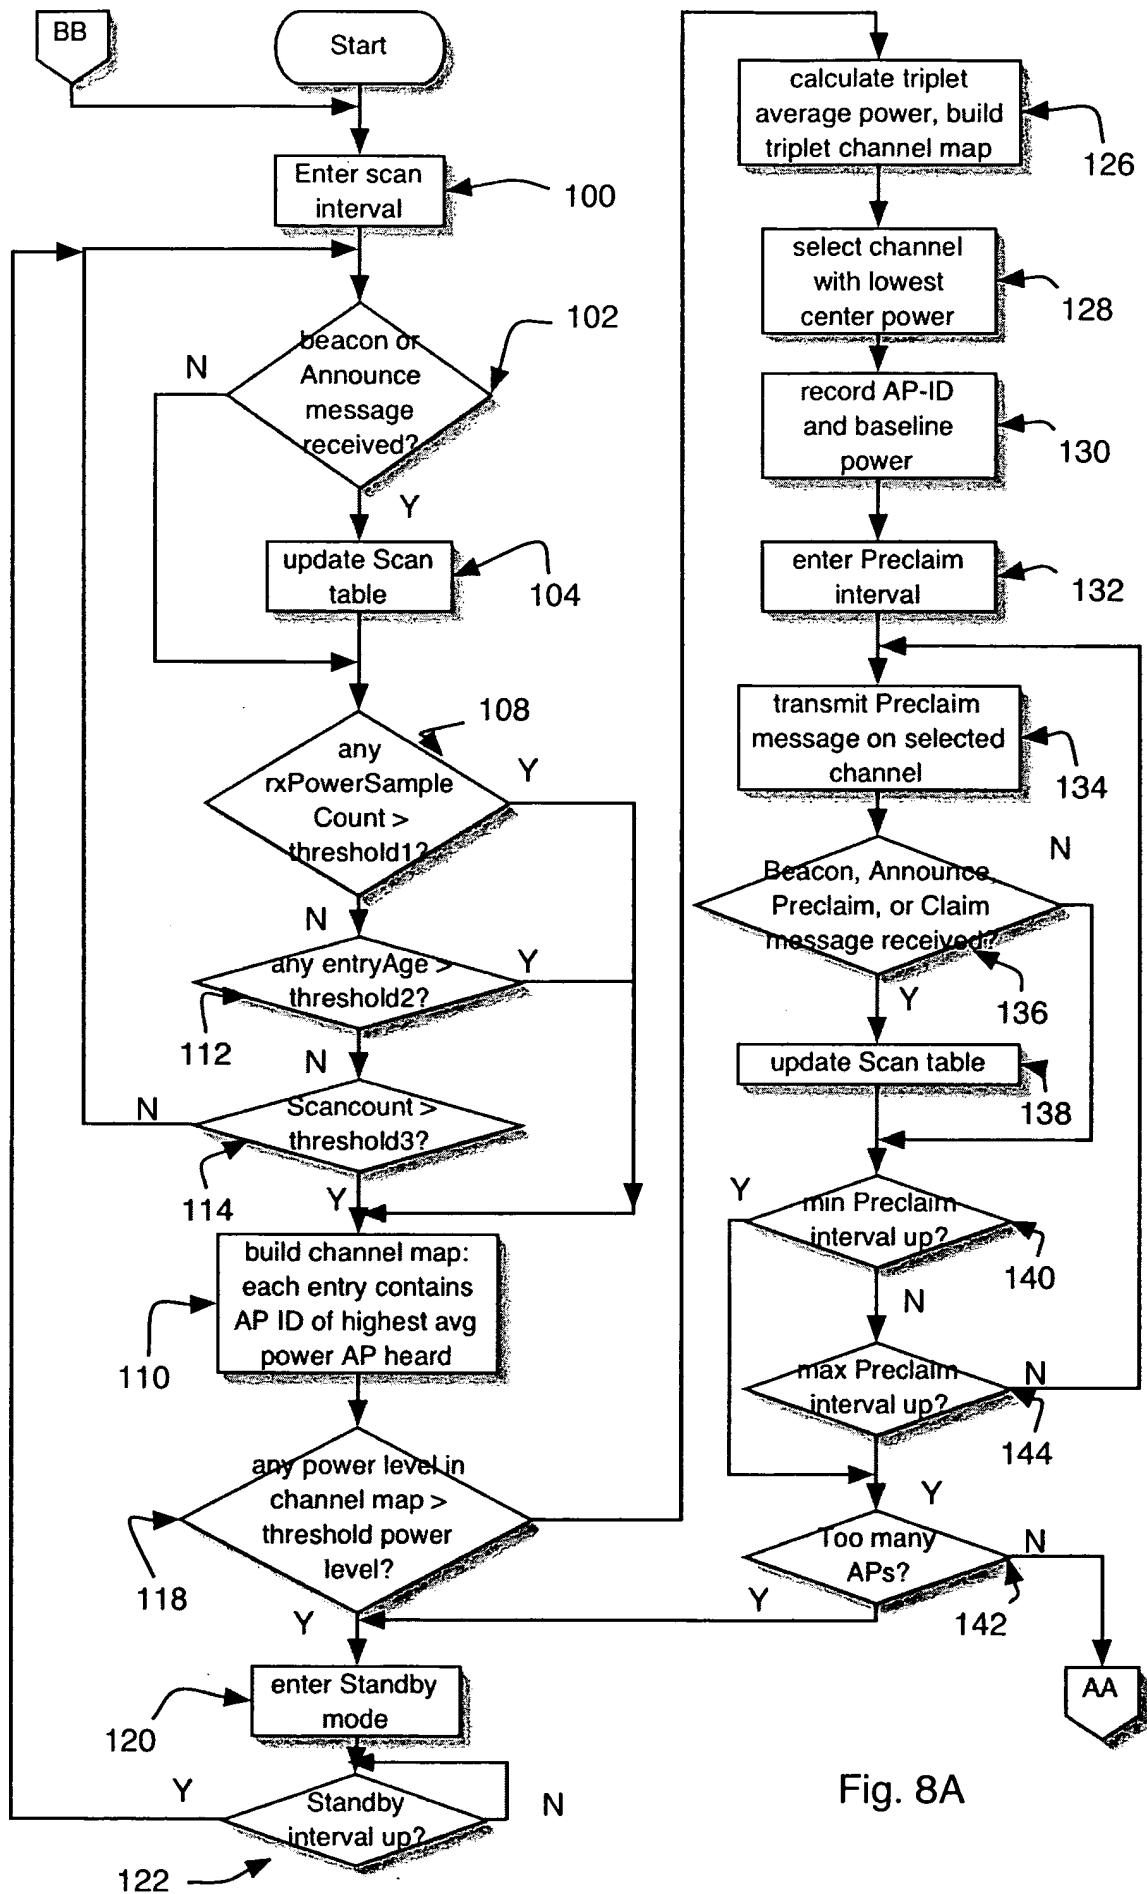 BB
Start
Enter scan
interval
100
beacon or
Announce
message
received?
102
N
Y
update Scan
table
104
any
rxPowerSample
Count >
threshold1?
108
Y
N
any entryAge >
threshold2?
Y
112
N
Scancount >
threshold3?
N
114
Y
build channel map:
each entry contains
AP ID of highest avg
power AP heard
110
any power level in
channel map >
threshold power
level?
118
Y
enter Standby
mode
120
Standby
interval up?
Y
N
122
calculate triplet
average power, build
triplet channel map
126
select channel
with lowest
center power
128
record AP-ID
and baseline
power
130
enter Preclaim
interval
132
transmit Preclaim
message on selected
channel
134
Beacon, Announce,
Preclaim, or Claim
message received?
N
136
Y
update Scan table
138
min Preclaim
interval up?
Y
140
N
max Preclaim
interval up?
N
144
Y
Too many
APs?
N
Y
142
AA
Fig. 8A